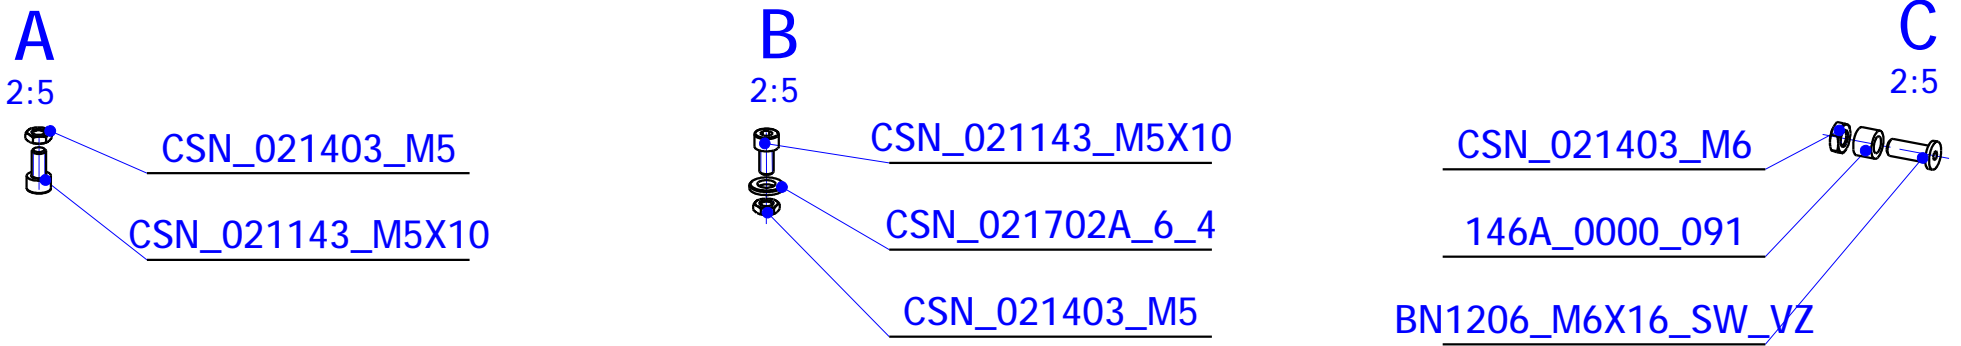 A
2:5
CSN_021403_M5
CSN_021143_M5X10
B
2:5
CSN_021143_M5X10
CSN_021702A_6_4
CSN_021403_M5
C
2:5
CSN_021403_M6
146A_0000_091
BN1206_M6X16_SW_VZ